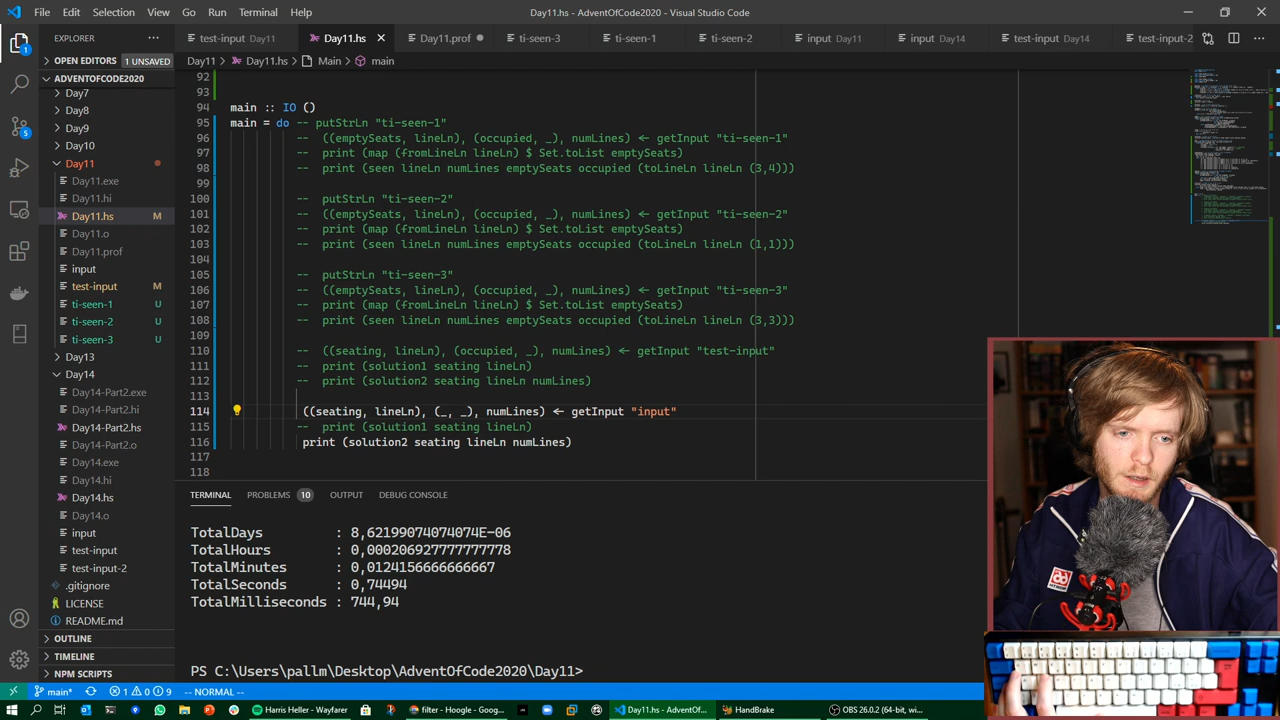 File Edit Selection View Go Run Terminal Help
Day11.hs - AdventOfCode2020 - Visual Studio Code
EXPLORER
test-input Day11
Day11.hs
Day11.prof
ti-seen-3
ti-seen-1
ti-seen-2
input Day11
input Day14
test-input Day14
test-input-2
OPEN EDITORS 1 UNSAVED
Day11 > Day11.hs > Main > main
ADVENTOFCODE2020
Day7
Day8
Day9
Day10
Day11
Day11.exe
Day11.hi
Day11.hs M
Day11.o
Day11.prof
input
test-input M
ti-seen-1 U
ti-seen-2 U
ti-seen-3 U
Day13
Day14
Day14-Part2.exe
Day14-Part2.hi
Day14-Part2.hs
Day14-Part2.o
Day14.exe
Day14.hi
Day14.hs
Day14.o
input
test-input
test-input-2
.gitignore
LICENSE
README.md
OUTLINE
TIMELINE
NPM SCRIPTS
92
93
94 main :: IO ()
95 main = do -- putStrLn "ti-seen-1"
96 -- ((emptySeats, lineLn), (occupied, _), numLines) <- getInput "ti-seen-1"
97 -- print (map (fromLineLn lineLn) $ Set.toList emptySeats)
98 -- print (seen lineLn numLines emptySeats occupied (3,4)))
99
100 -- putStrLn "ti-seen-2"
101 -- ((emptySeats, lineLn), (occupied, _), numLines) <- getInput "ti-seen-2"
102 -- print (map (fromLineLn lineLn) $ Set.toList emptySeats)
103 -- print (seen lineLn numLines emptySeats occupied (toLineLn lineLn (1,1)))
104
105 -- putStrLn "ti-seen-3"
106 -- ((emptySeats, lineLn), (occupied, _), numLines) <- getInput "ti-seen-3"
107 -- print (map (fromLineLn lineLn) $ Set.toList emptySeats)
108 -- print (seen lineLn numLines emptySeats occupied (toLineLn lineLn (3,3)))
109
110 -- ((seating, lineLn), (occupied, _), numLines) <- getInput "test-input"
111 -- print (solution1 seating lineLn)
112 -- print (solution2 seating lineLn numLines)
113
114 ((seating, lineLn), (_, _), numLines) <- getInput "input"
115 -- print (solution1 seating lineLn)
116 print (solution2 seating lineLn numLines)
117
118
TERMINAL PROBLEMS 10 OUTPUT DEBUG CONSOLE
TotalDays : 8,62199074074074E-06
TotalHours : 0,000206927777777778
TotalMinutes : 0,0124156666666667
TotalSeconds : 0,74494
TotalMilliseconds : 744,94
PS C:\Users\pallm\Desktop\AdventOfCode2020\Day11>
main* 1 0 9 -- NORMAL --
Harris Heller - Wayfarer
filter - Hoogle - Goog...
Day11.hs - AdventOf...
HandBrake
OBS 26.0.2 (64-bit, wi...